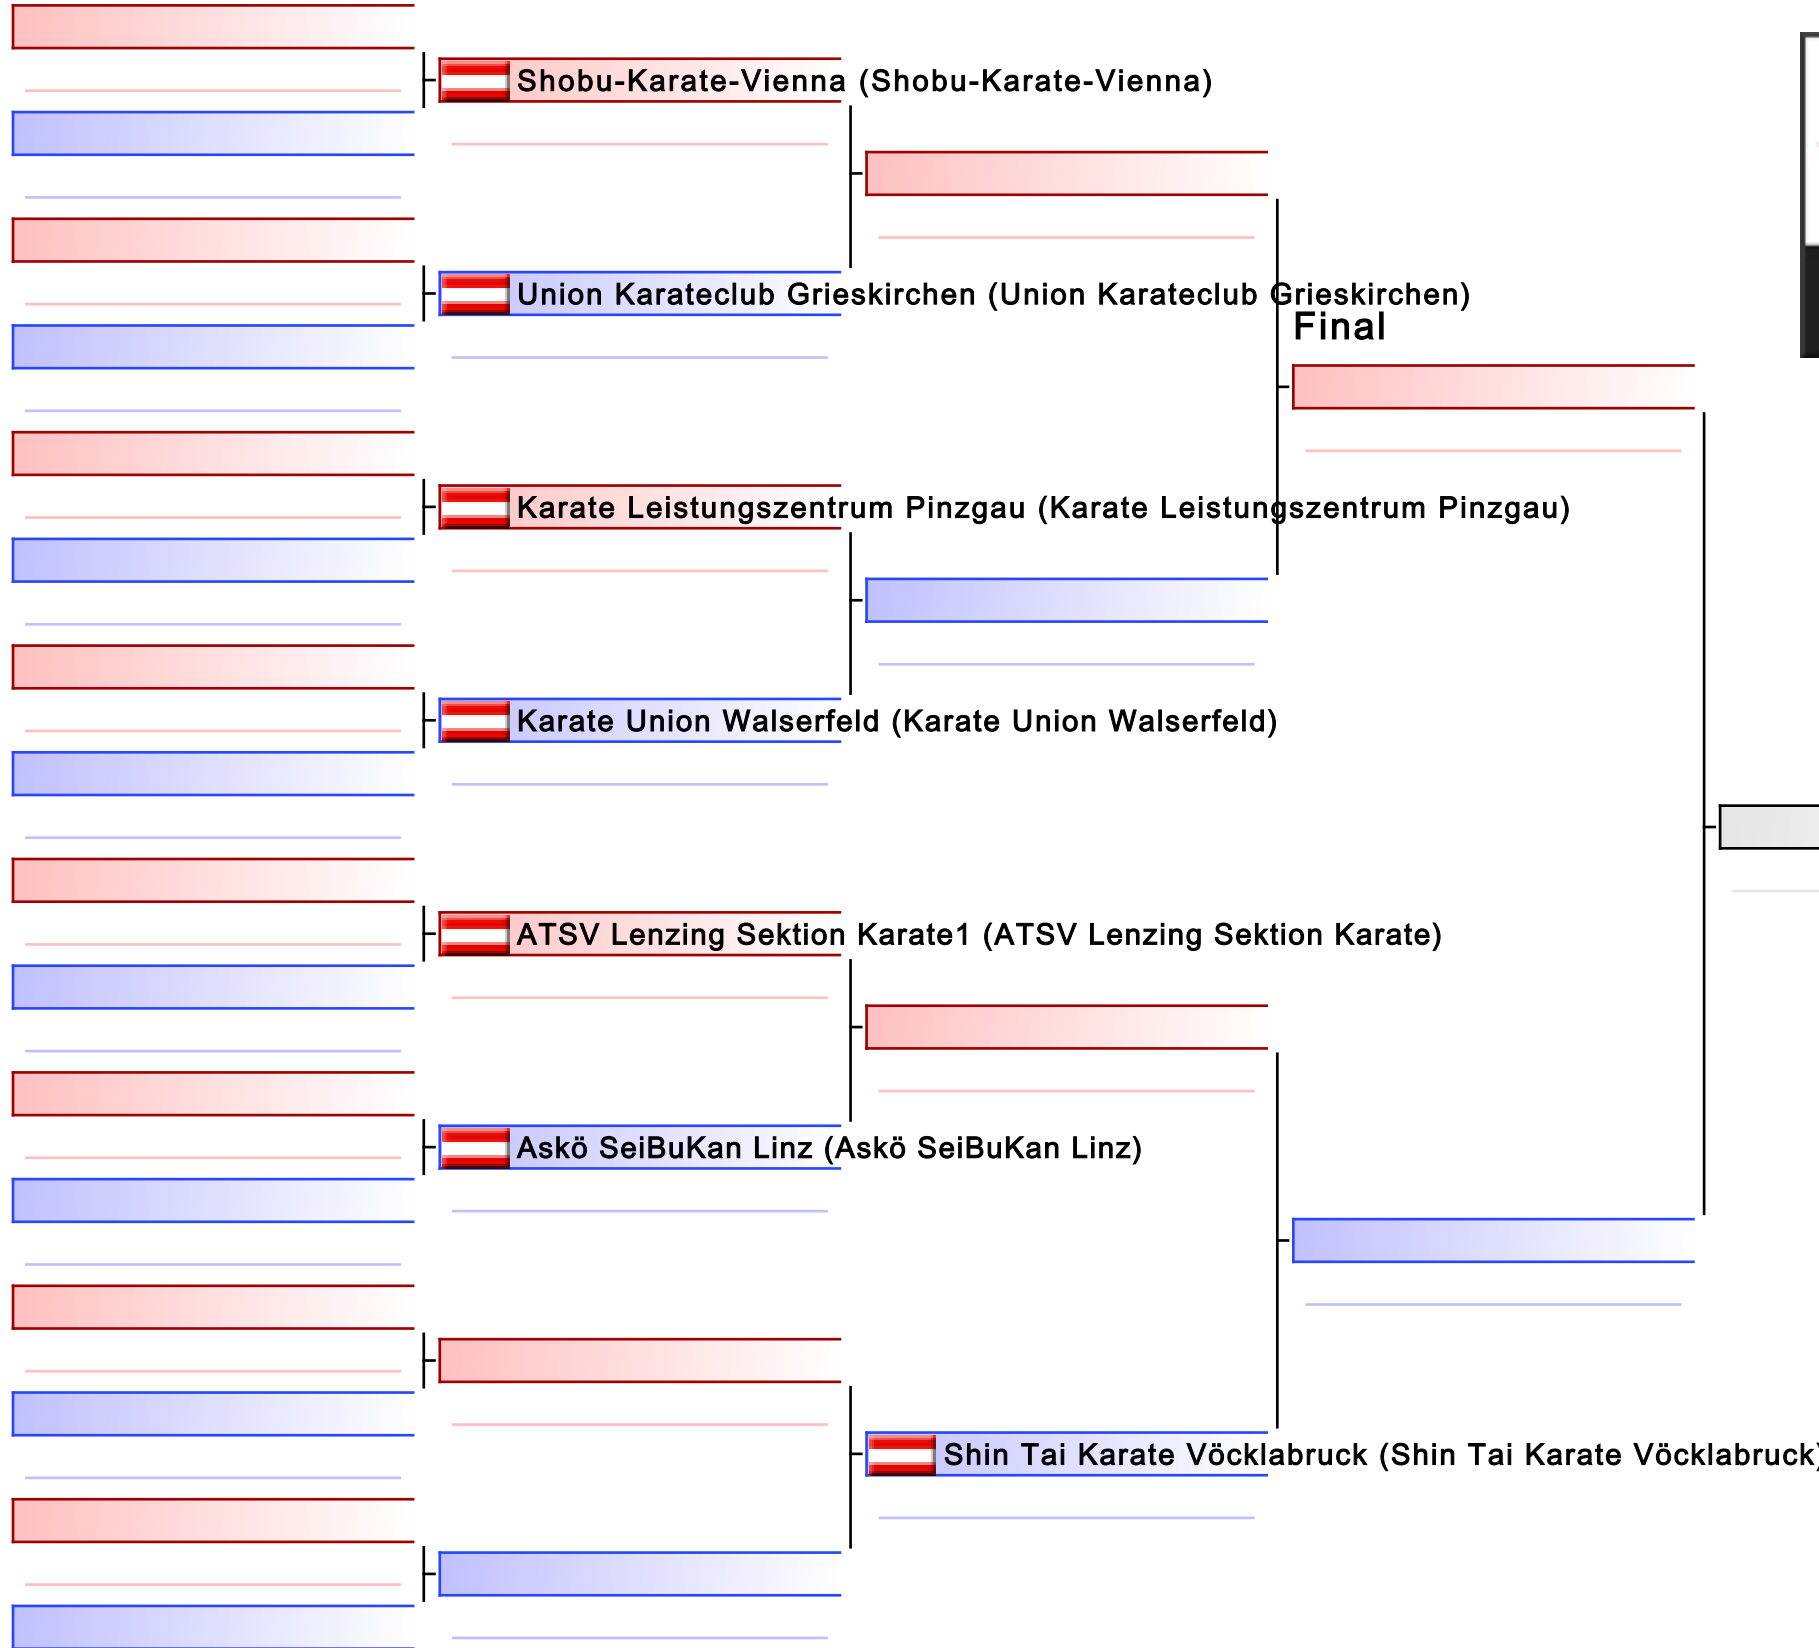 Shobu-Karate-Vienna (Shobu-Karate-Vienna)
Union Karateclub Grieskirchen (Union Karateclub Grieskirchen)
Final
Karate Leistungszentrum Pinzgau (Karate Leistungszentrum Pinzgau)
Karate Union Walserfeld (Karate Union Walserfeld)
ATSV Lenzing Sektion Karate1 (ATSV Lenzing Sektion Karate)
Askö SeiBuKan Linz (Askö SeiBuKan Linz)
Shin Tai Karate Vöcklabruck (Shin Tai Karate Vöcklabruck)